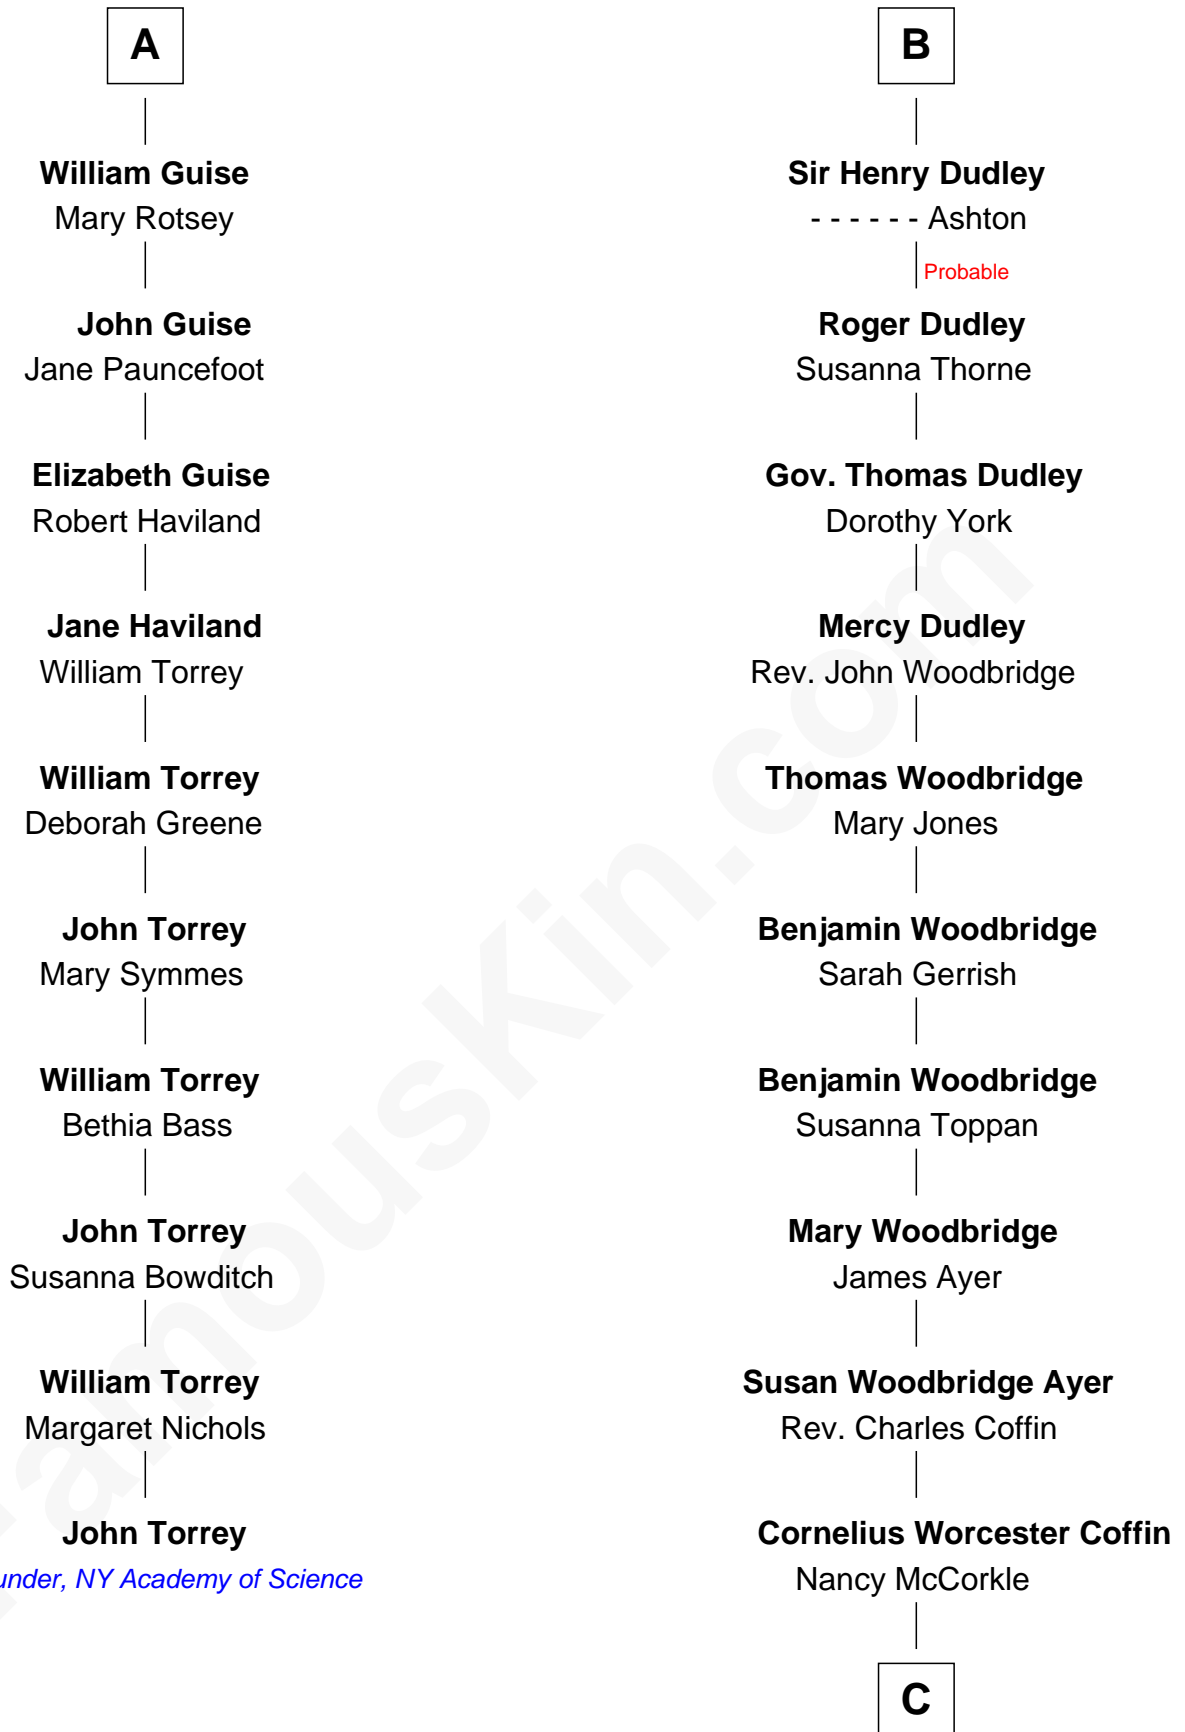 A
William Guise
Mary Rotsey
John Guise
Jane Pauncefoot
Elizabeth Guise
Robert Haviland
Jane Haviland
William Torrey
William Torrey
Deborah Greene
John Torrey
Mary Symmes
William Torrey
Bethia Bass
John Torrey
Susanna Bowditch
William Torrey
Margaret Nichols
John Torrey
under, NY Academy of Science
B
Sir Henry Dudley
- - - - - - Ashton
Probable
Roger Dudley
Susanna Thorne
Gov. Thomas Dudley
Dorothy York
Mercy Dudley
Rev. John Woodbridge
Thomas Woodbridge
Mary Jones
Benjamin Woodbridge
Sarah Gerrish
Benjamin Woodbridge
Susanna Toppan
Mary Woodbridge
James Ayer
Susan Woodbridge Ayer
Rev. Charles Coffin
Cornelius Worcester Coffin
Nancy McCorkle
C
FamousKin.com